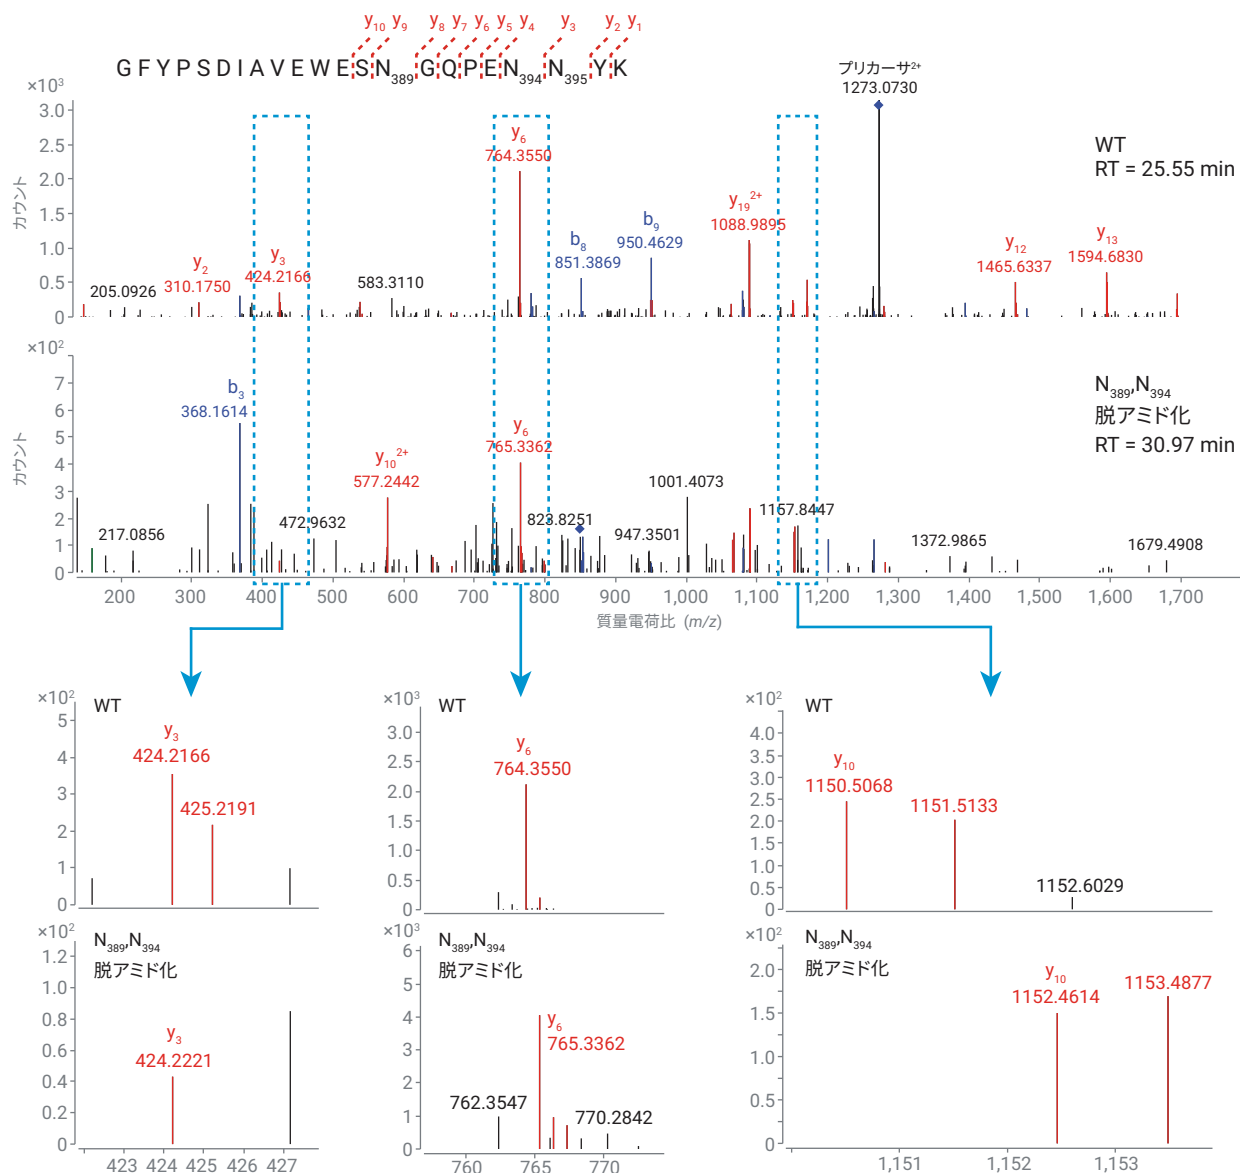 y10 y9 y8 y7 y6 y5 y4 y3 y2 y1
GFYPSDIAVEWESN389GQPEN394N395YK
×10³
プリカーサ²⁺
1273.0730
WT
RT = 25.55 min
カウント
3.0
2.5
2.0
1.5
1.0
0.5
0
205.0926
y2
310.1750
y3
424.2166
583.3110
y6
764.3550
b8
851.3869
b9
950.4629
y19²⁺
1088.9895
y12
1465.6337
y13
1594.6830
×10²
N389,N394
脱アミド化
RT = 30.97 min
カウント
7
6
5
4
3
2
1
0
217.0856
b3
368.1614
472.9632
y10²⁺
577.2442
y6
765.3362
823.8251
947.3501
1001.4073
1157.8447
1372.9865
1679.4908
200 300 400 500 600 700 800 900 1,000 1,100 1,200 1,300 1,400 1,500 1,600 1,700
質量電荷比 (m/z)
×10²
WT
5
4
3
2
1
0
y3
424.2166
425.2191
×10²
N389,N394
脱アミド化
1.2
1.0
0.8
0.6
0.4
0.2
0
y3
424.2221
423 424 425 426 427
×10³
WT
3.0
2.5
2.0
1.5
1.0
0.5
0
y6
764.3550
×10³
N389,N394
脱アミド化
6
5
4
3
2
1
0
y6
765.3362
762.3547
770.2842
760 765 770
×10²
WT
4.0
3.5
3.0
2.5
2.0
1.5
1.0
0.5
0
y10
1150.5068
1151.5133
1152.6029
×10²
N389,N394
脱アミド化
2.0
1.5
1.0
0.5
0
y10
1152.4614
1153.4877
1,151 1,152 1,153